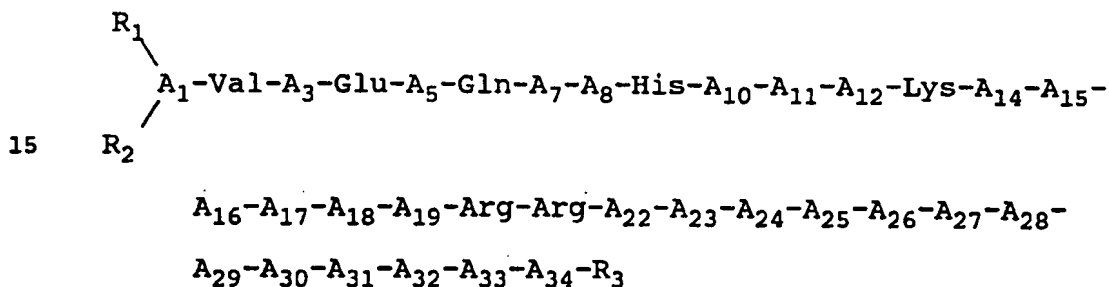 R₁
A₁-Val-A₃-Glu-A₅-Gln-A₇-A₈-His-A₁₀-A₁₁-A₁₂-Lys-A₁₄-A₁₅-
15 R₂
A₁₆-A₁₇-A₁₈-A₁₉-Arg-Arg-A₂₂-A₂₃-A₂₄-A₂₅-A₂₆-A₂₇-A₂₈-
A₂₉-A₃₀-A₃₁-A₃₂-A₃₃-A₃₄-R₃